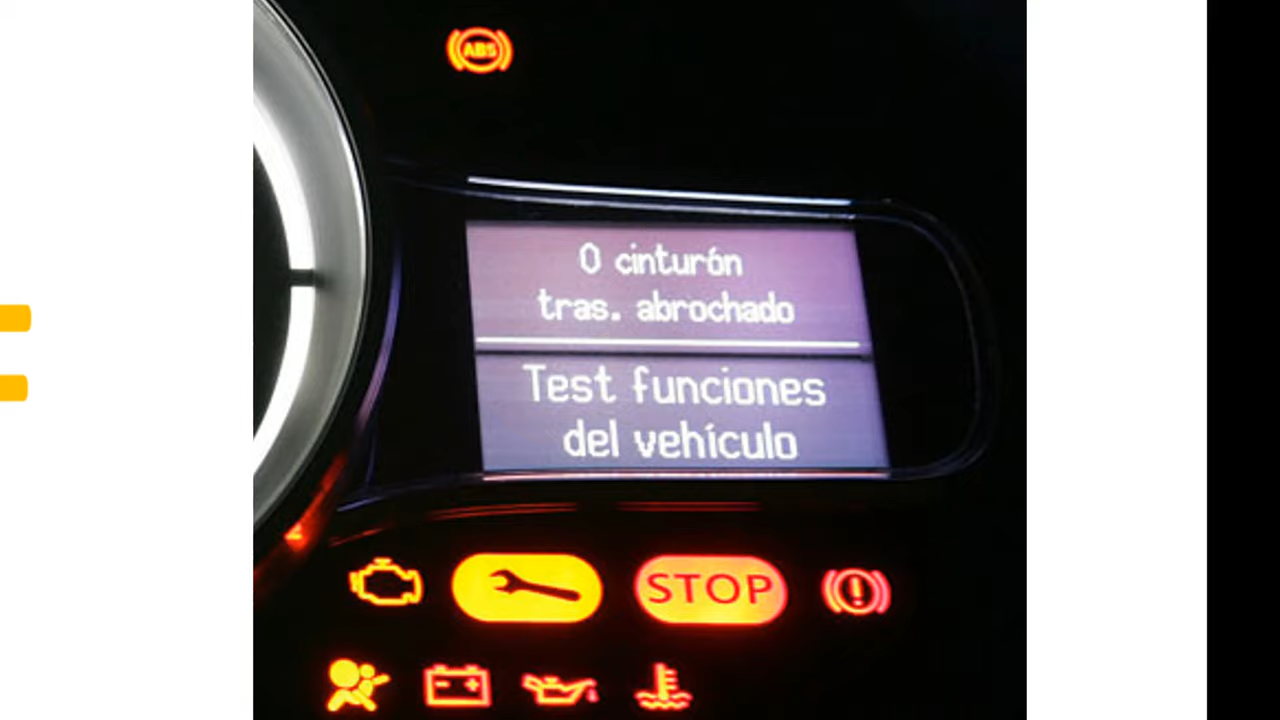 ABS
0 cinturón
tras. abrochado
Test funciones
del vehículo
STOP